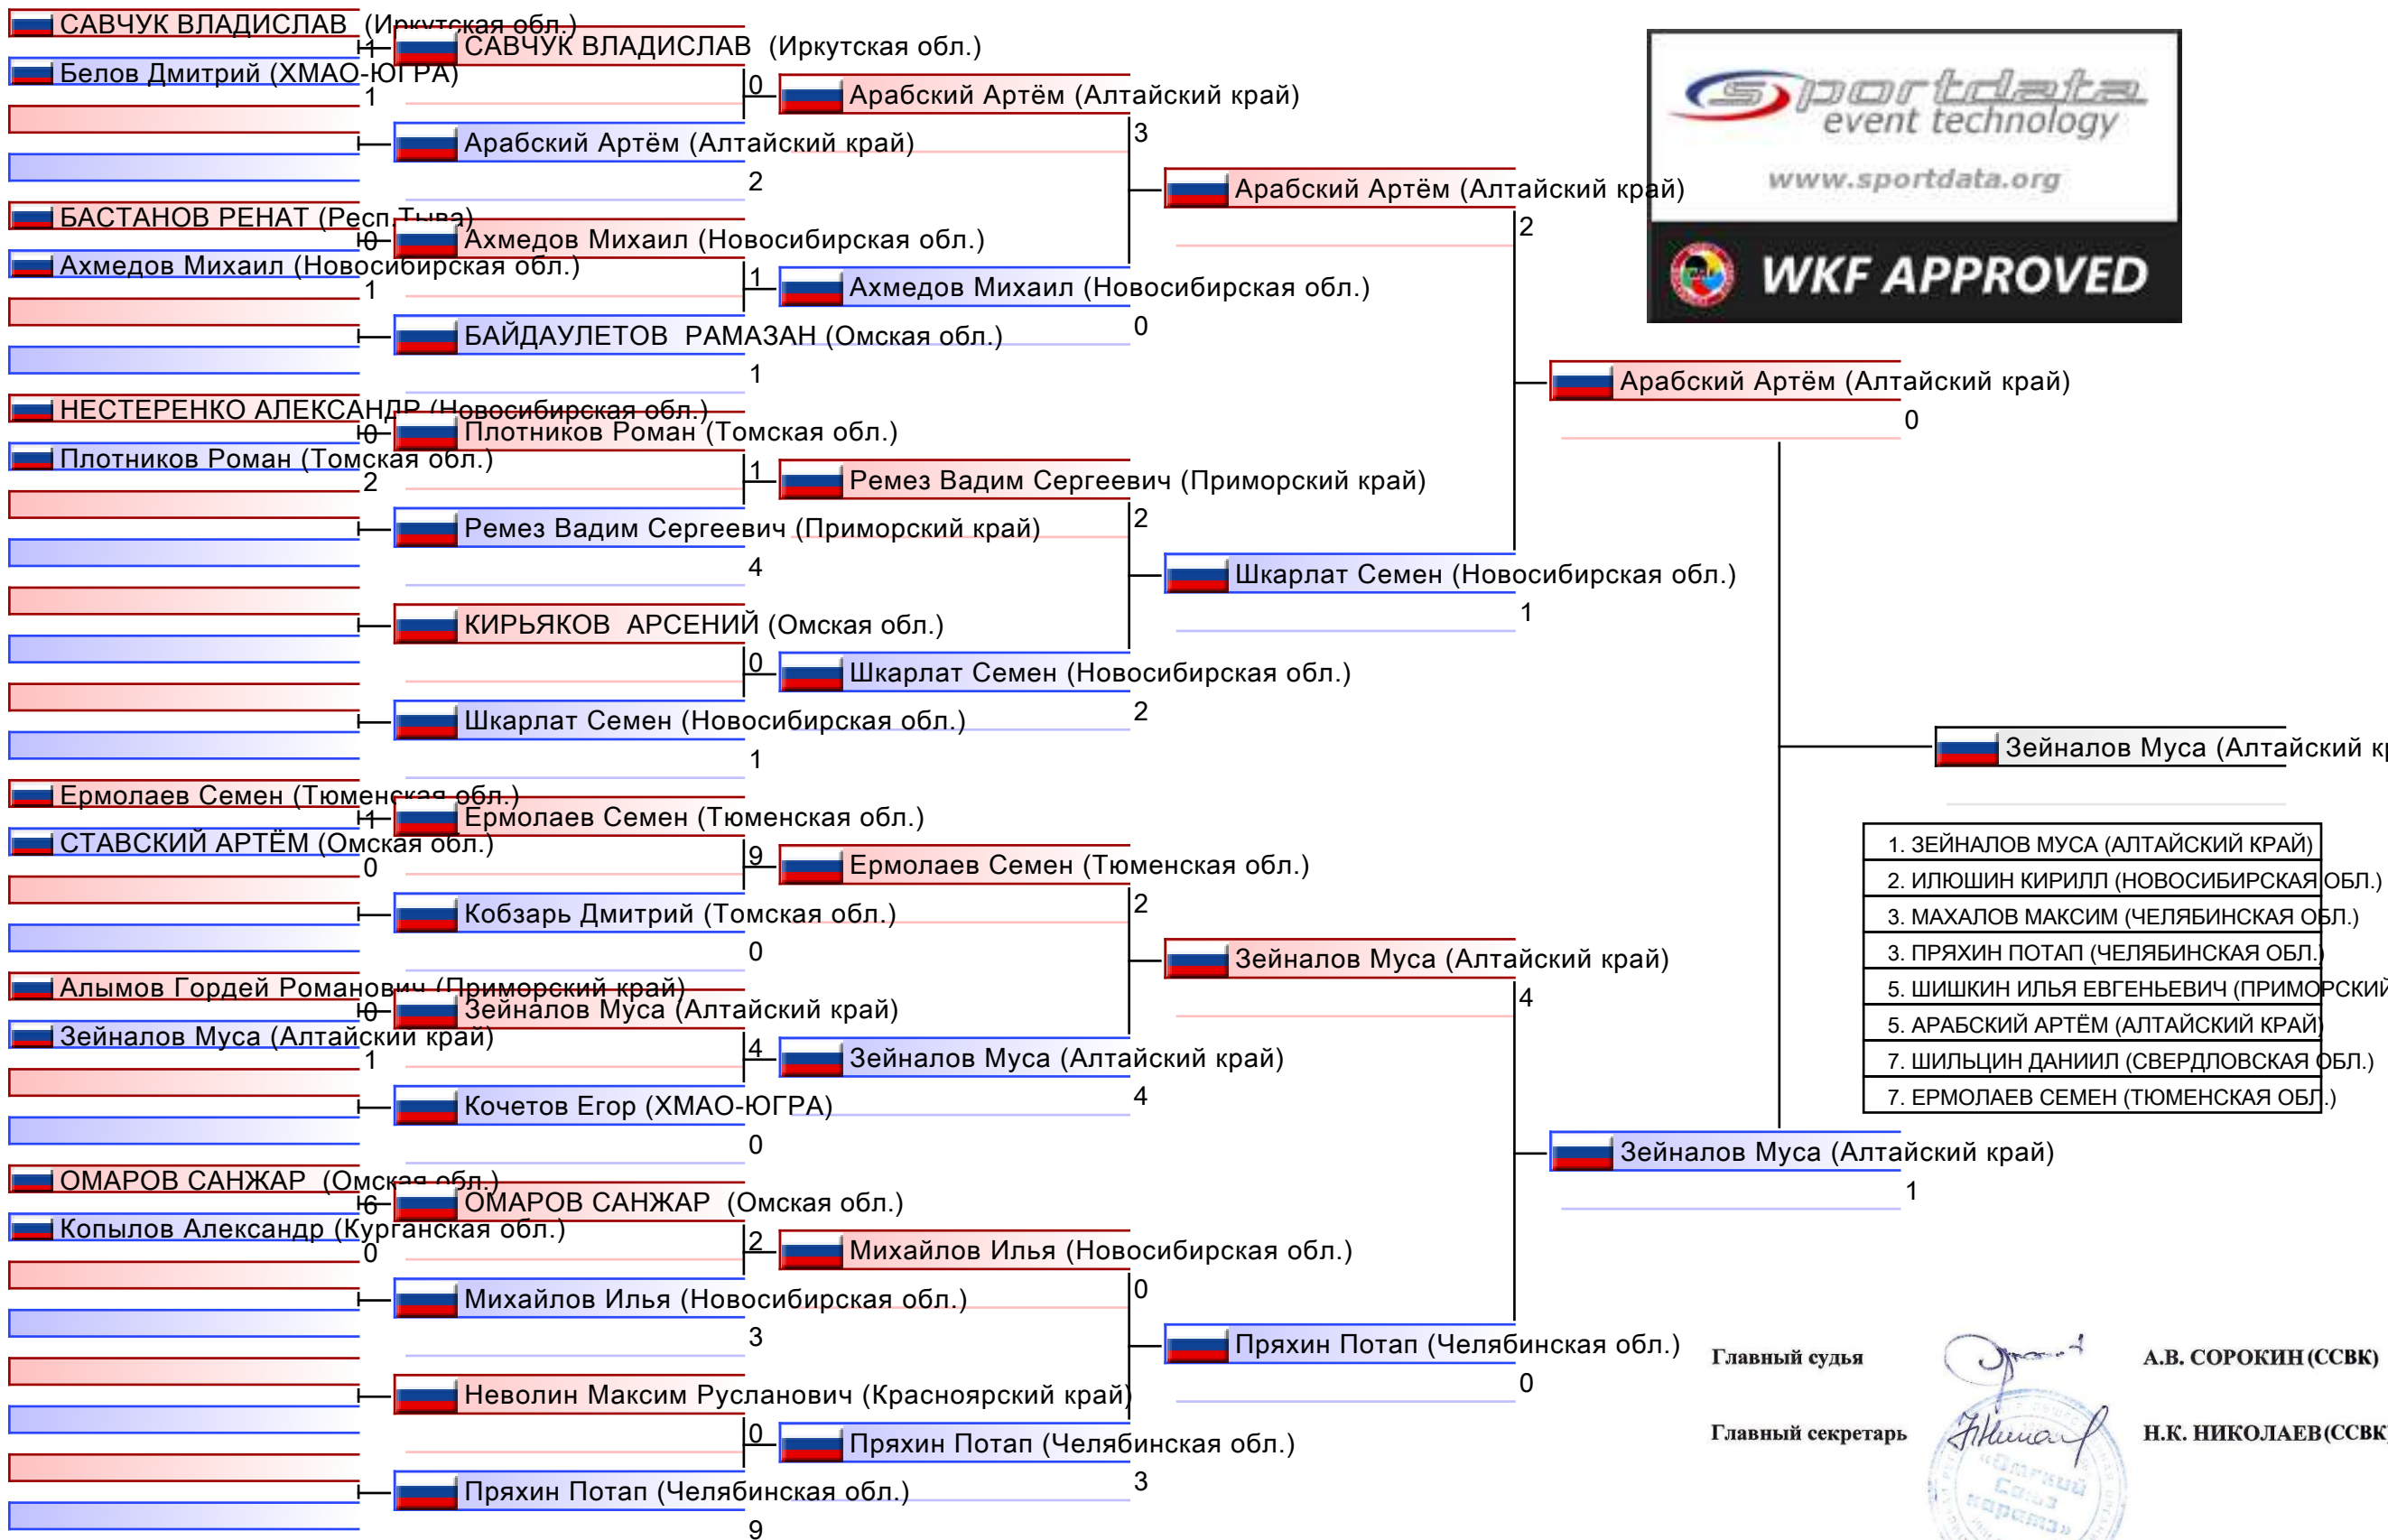 САВЧУК ВЛАДИСЛАВ (Иркутская обл.)
1
Белов Дмитрий (ХМАО-ЮГРА)
1
БАСТАНОВ РЕНАТ (Респ.Тыва)
0
Ахмедов Михаил (Новосибирская обл.)
1
НЕСТЕРЕНКО АЛЕКСАНДР (Новосибирская обл.)
0
Плотников Роман (Томская обл.)
2
Ермолаев Семен (Тюменская обл.)
1
СТАВСКИЙ АРТЁМ (Омская обл.)
0
Алымов Гордей Романович (Приморский край)
0
Зейналов Муса (Алтайский край)
1
ОМАРОВ САНЖАР (Омская обл.)
6
Копылов Александр (Курганская обл.)
0
САВЧУК ВЛАДИСЛАВ (Иркутская обл.)
0
Арабский Артём (Алтайский край)
2
Ахмедов Михаил (Новосибирская обл.)
1
БАЙДАУЛЕТОВ РАМАЗАН (Омская обл.)
1
Плотников Роман (Томская обл.)
1
Ремез Вадим Сергеевич (Приморский край)
4
КИРЬЯКОВ АРСЕНИЙ (Омская обл.)
0
Шкарлат Семен (Новосибирская обл.)
1
Ермолаев Семен (Тюменская обл.)
9
Кобзарь Дмитрий (Томская обл.)
0
Зейналов Муса (Алтайский край)
4
Кочетов Егор (ХМАО-ЮГРА)
0
ОМАРОВ САНЖАР (Омская обл.)
2
Михайлов Илья (Новосибирская обл.)
3
Неволин Максим Русланович (Красноярский край)
0
Пряхин Потап (Челябинская обл.)
9
Арабский Артём (Алтайский край)
3
Ахмедов Михаил (Новосибирская обл.)
0
Ремез Вадим Сергеевич (Приморский край)
2
Шкарлат Семен (Новосибирская обл.)
2
Ермолаев Семен (Тюменская обл.)
2
Зейналов Муса (Алтайский край)
4
Михайлов Илья (Новосибирская обл.)
0
Пряхин Потап (Челябинская обл.)
3
Арабский Артём (Алтайский край)
2
Шкарлат Семен (Новосибирская обл.)
1
Зейналов Муса (Алтайский край)
4
Пряхин Потап (Челябинская обл.)
0
Арабский Артём (Алтайский край)
0
Зейналов Муса (Алтайский край)
1
Зейналов Муса (Алтайский кр
sportdata
event technology
www.sportdata.org
WKF APPROVED
1. ЗЕЙНАЛОВ МУСА (АЛТАЙСКИЙ КРАЙ)
2. ИЛЮШИН КИРИЛЛ (НОВОСИБИРСКАЯ ОБЛ.)
3. МАХАЛОВ МАКСИМ (ЧЕЛЯБИНСКАЯ ОБЛ.)
3. ПРЯХИН ПОТАП (ЧЕЛЯБИНСКАЯ ОБЛ.)
5. ШИШКИН ИЛЬЯ ЕВГЕНЬЕВИЧ (ПРИМОРСКИЙ
5. АРАБСКИЙ АРТЁМ (АЛТАЙСКИЙ КРАЙ)
7. ШИЛЬЦИН ДАНИИЛ (СВЕРДЛОВСКАЯ ОБЛ.)
7. ЕРМОЛАЕВ СЕМЕН (ТЮМЕНСКАЯ ОБЛ.)
Главный судья А.В. СОРОКИН (ССВК)
Главный секретарь Н.К. НИКОЛАЕВ (ССВК)
«Омский
Союз
карате»